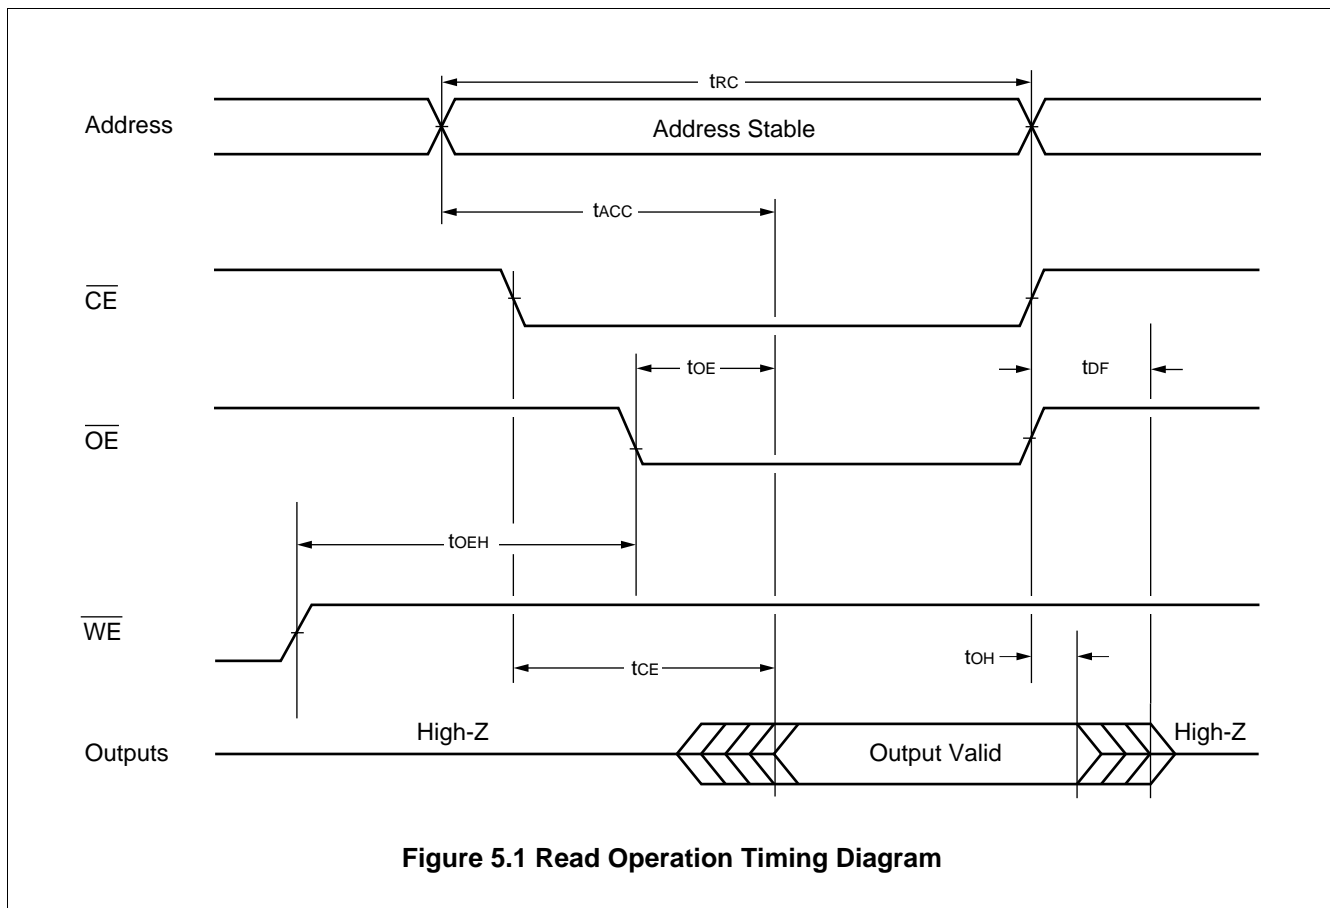 tRC
Address
Address Stable
tACC
CE
tOE
tDF
OE
tOEH
WE
tCE
tOH
High-Z
Outputs
Output Valid
High-Z
Figure 5.1 Read Operation Timing Diagram